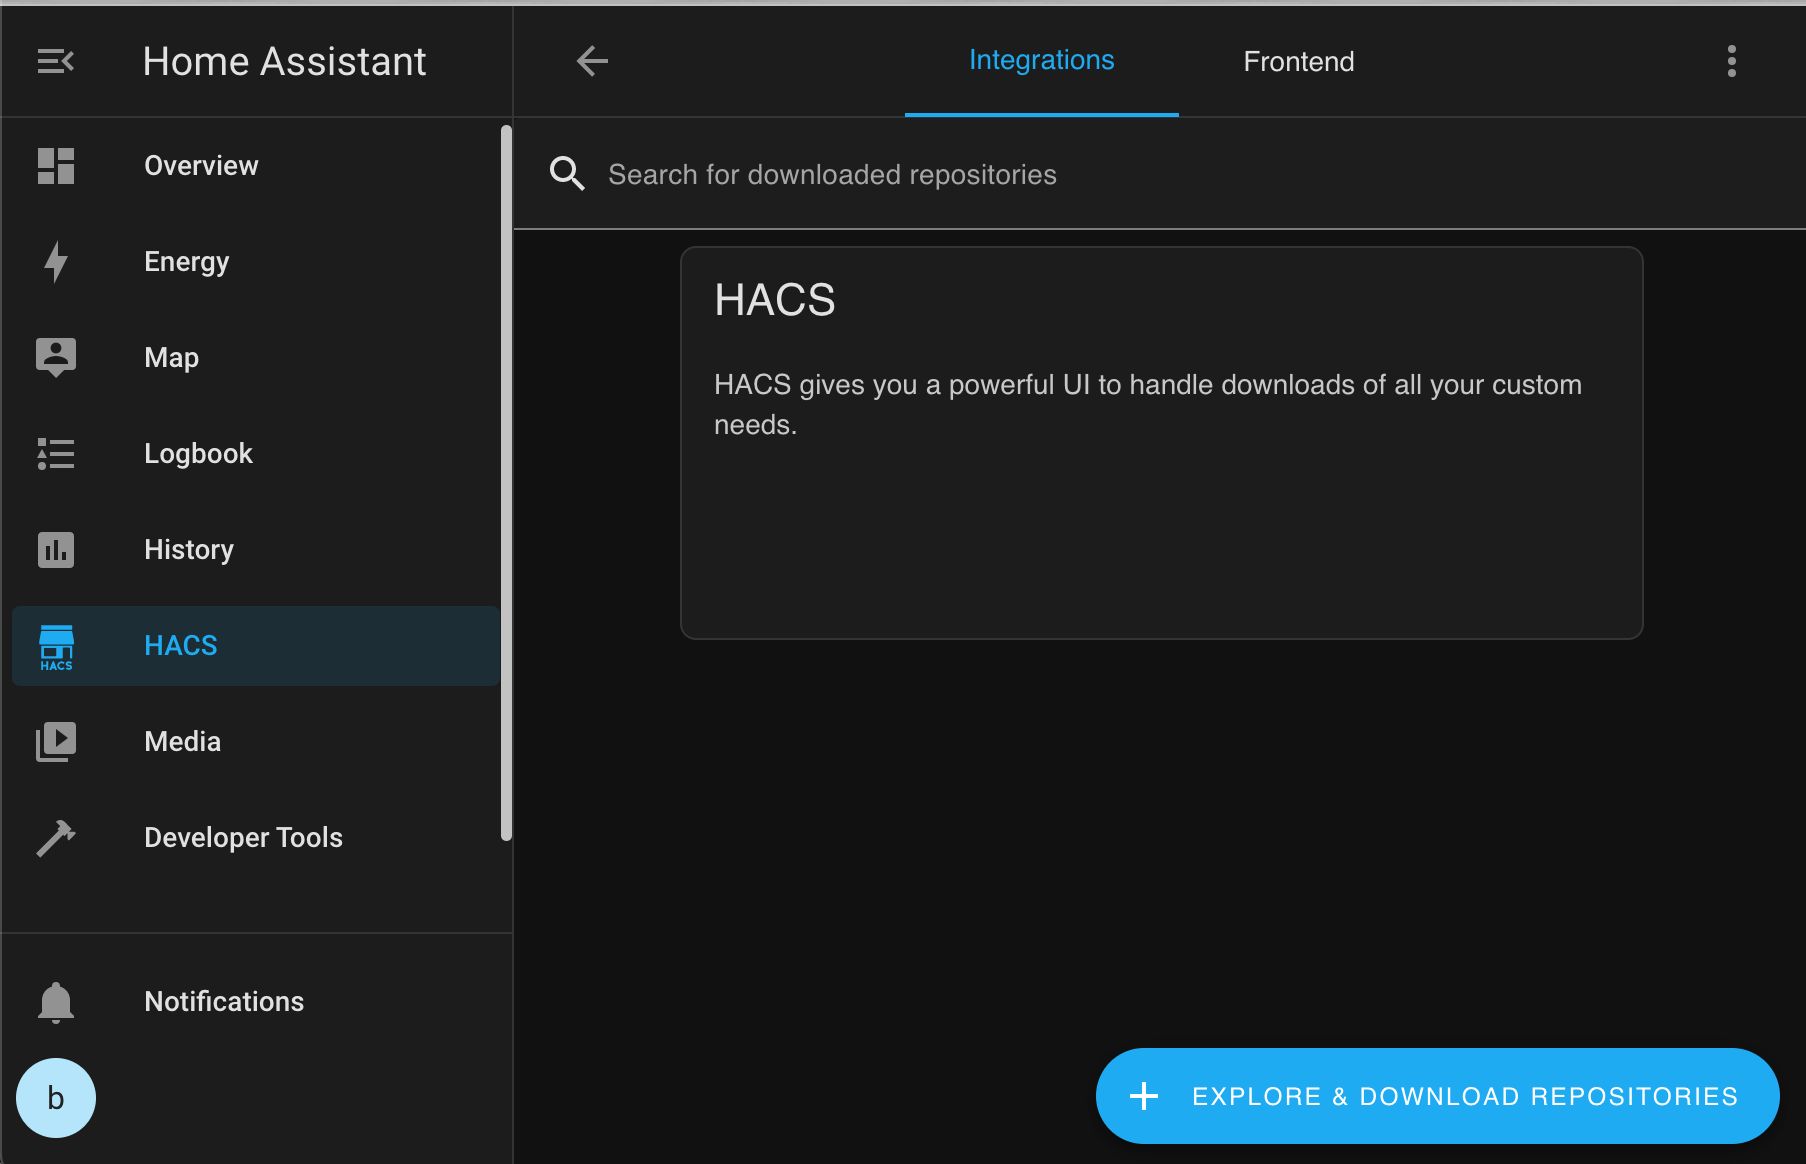 Home Assistant
Integrations
Frontend
Search for downloaded repositories
Overview
Energy
Map
Logbook
History
HACS
HACS
Media
Developer Tools
Notifications
b
HACS
HACS gives you a powerful UI to handle downloads of all your custom
needs.
EXPLORE & DOWNLOAD REPOSITORIES